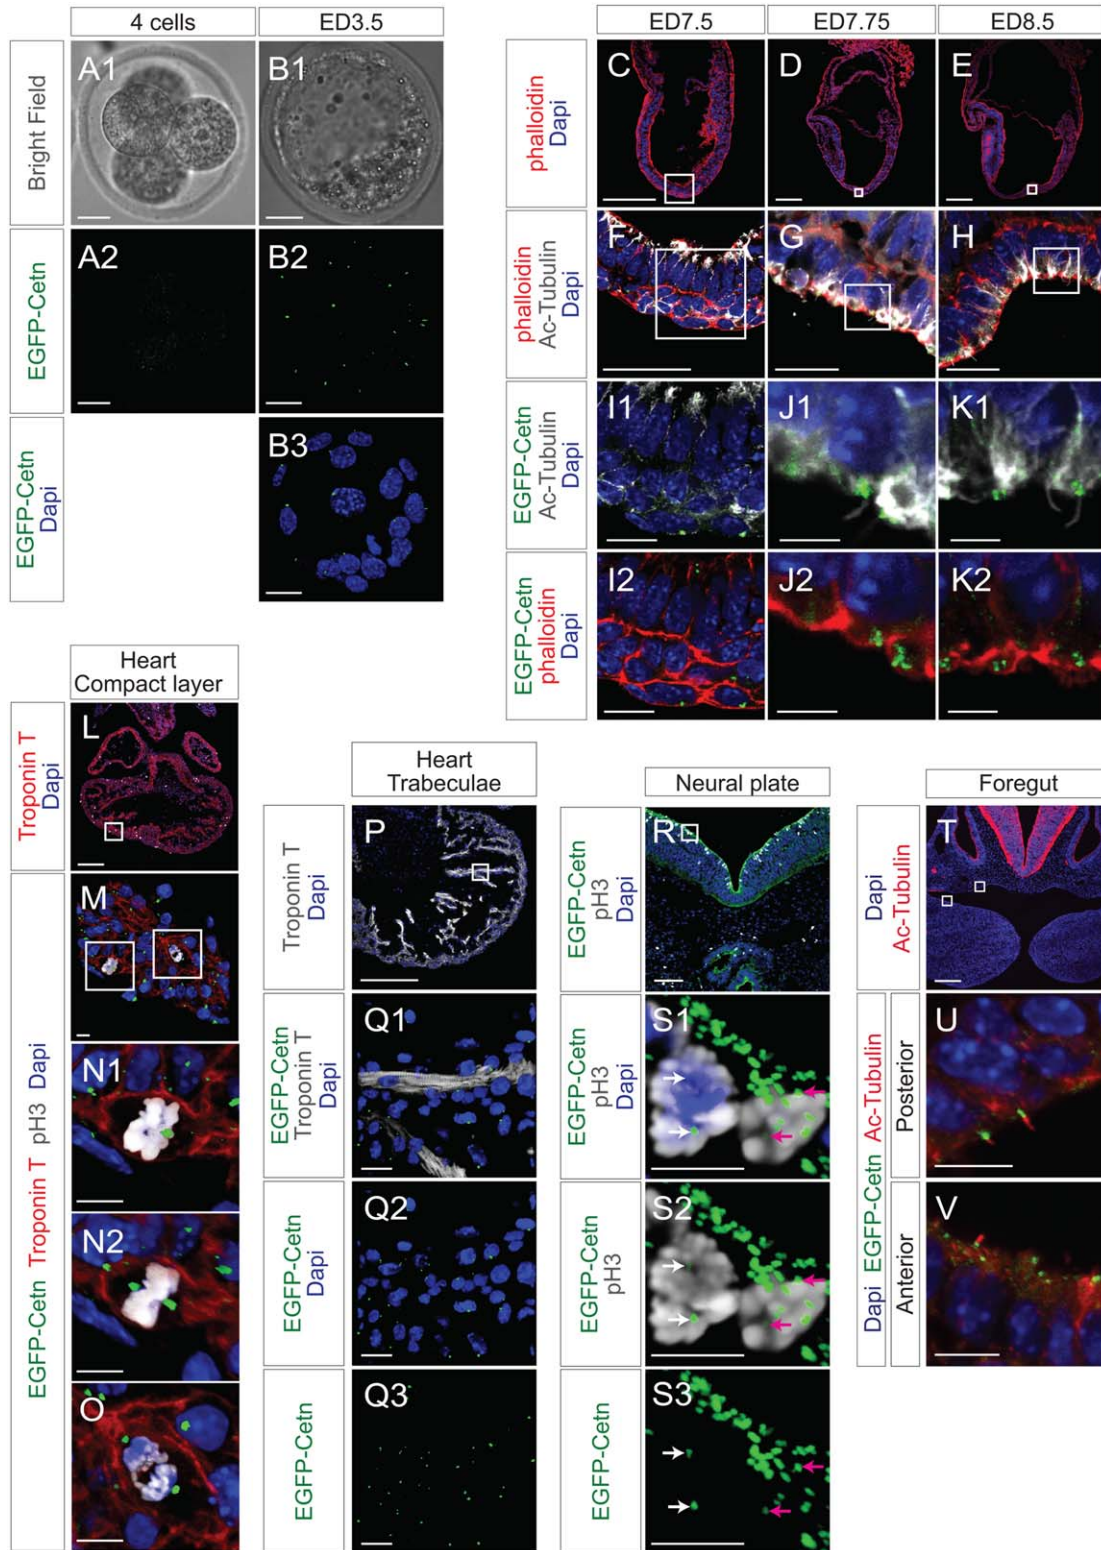 4 cells
ED3.5
Bright Field
A1
B1
EGFP-Cetn
A2
B2
EGFP-Cetn
Dapi
B3
ED7.5
ED7.75
ED8.5
phalloidin
Dapi
C
D
E
phalloidin
Ac-Tubulin
Dapi
F
G
H
EGFP-Cetn
Ac-Tubulin
Dapi
I1
J1
K1
EGFP-Cetn
phalloidin
Dapi
I2
J2
K2
Heart
Compact layer
Troponin T
Dapi
L
EGFP-Cetn Troponin T pH3 Dapi
M
N1
N2
O
Heart
Trabeculae
Troponin T
Dapi
P
EGFP-Cetn
Troponin T
Dapi
Q1
EGFP-Cetn
Dapi
Q2
EGFP-Cetn
Q3
Neural plate
EGFP-Cetn
pH3
Dapi
R
EGFP-Cetn
pH3
Dapi
S1
EGFP-Cetn
pH3
S2
EGFP-Cetn
S3
Foregut
Dapi
Ac-Tubulin
T
Dapi EGFP-Cetn Ac-Tubulin
Posterior
U
Anterior
V